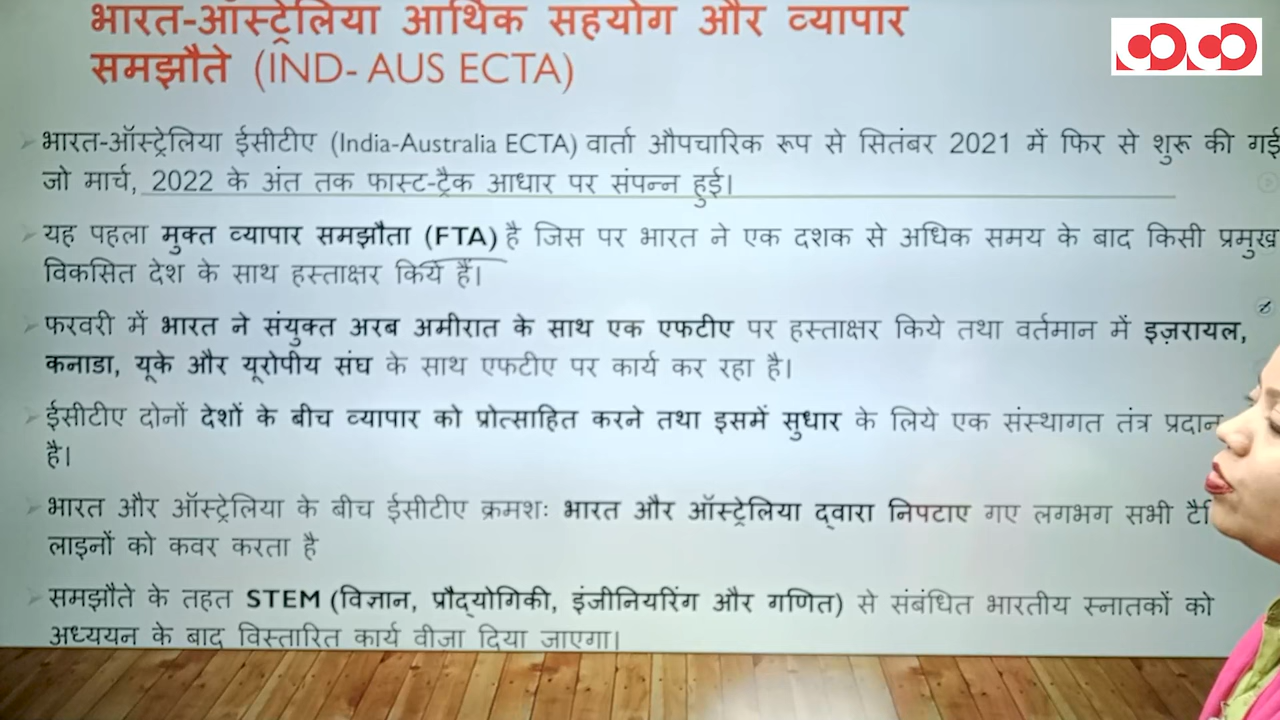 भारत-ऑस्ट्रेलिया आर्थिक सहयोग और व्यापार
समझौते (IND- AUS ECTA)
भारत-ऑस्ट्रेलिया ईसीटीए (India-Australia ECTA) वार्ता औपचारिक रूप से सितंबर 2021 में फिर से शुरू की गई
जो मार्च, 2022 के अंत तक फास्ट-ट्रैक आधार पर संपन्न हुई।
यह पहला मुक्त व्यापार समझौता (FTA) है जिस पर भारत ने एक दशक से अधिक समय के बाद किसी प्रमुख
विकसित देश के साथ हस्ताक्षर किये हैं।
फरवरी में भारत ने संयुक्त अरब अमीरात के साथ एक एफटीए पर हस्ताक्षर किये तथा वर्तमान में इज़रायल,
कनाडा, यूके और यूरोपीय संघ के साथ एफटीए पर कार्य कर रहा है।
ईसीटीए दोनों देशों के बीच व्यापार को प्रोत्साहित करने तथा इसमें सुधार के लिये एक संस्थागत तंत्र प्रदान
है।
भारत और ऑस्ट्रेलिया के बीच ईसीटीए क्रमशः भारत और ऑस्ट्रेलिया द्वारा निपटाए गए लगभग सभी
लाइनों को कवर करता है
समझौते के तहत STEM (विज्ञान, प्रौद्योगिकी, इंजीनियरिंग और गणित) से संबंधित भारतीय स्नातकों को
अध्ययन के बाद विस्तारित कार्य वीजा दिया जाएगा।